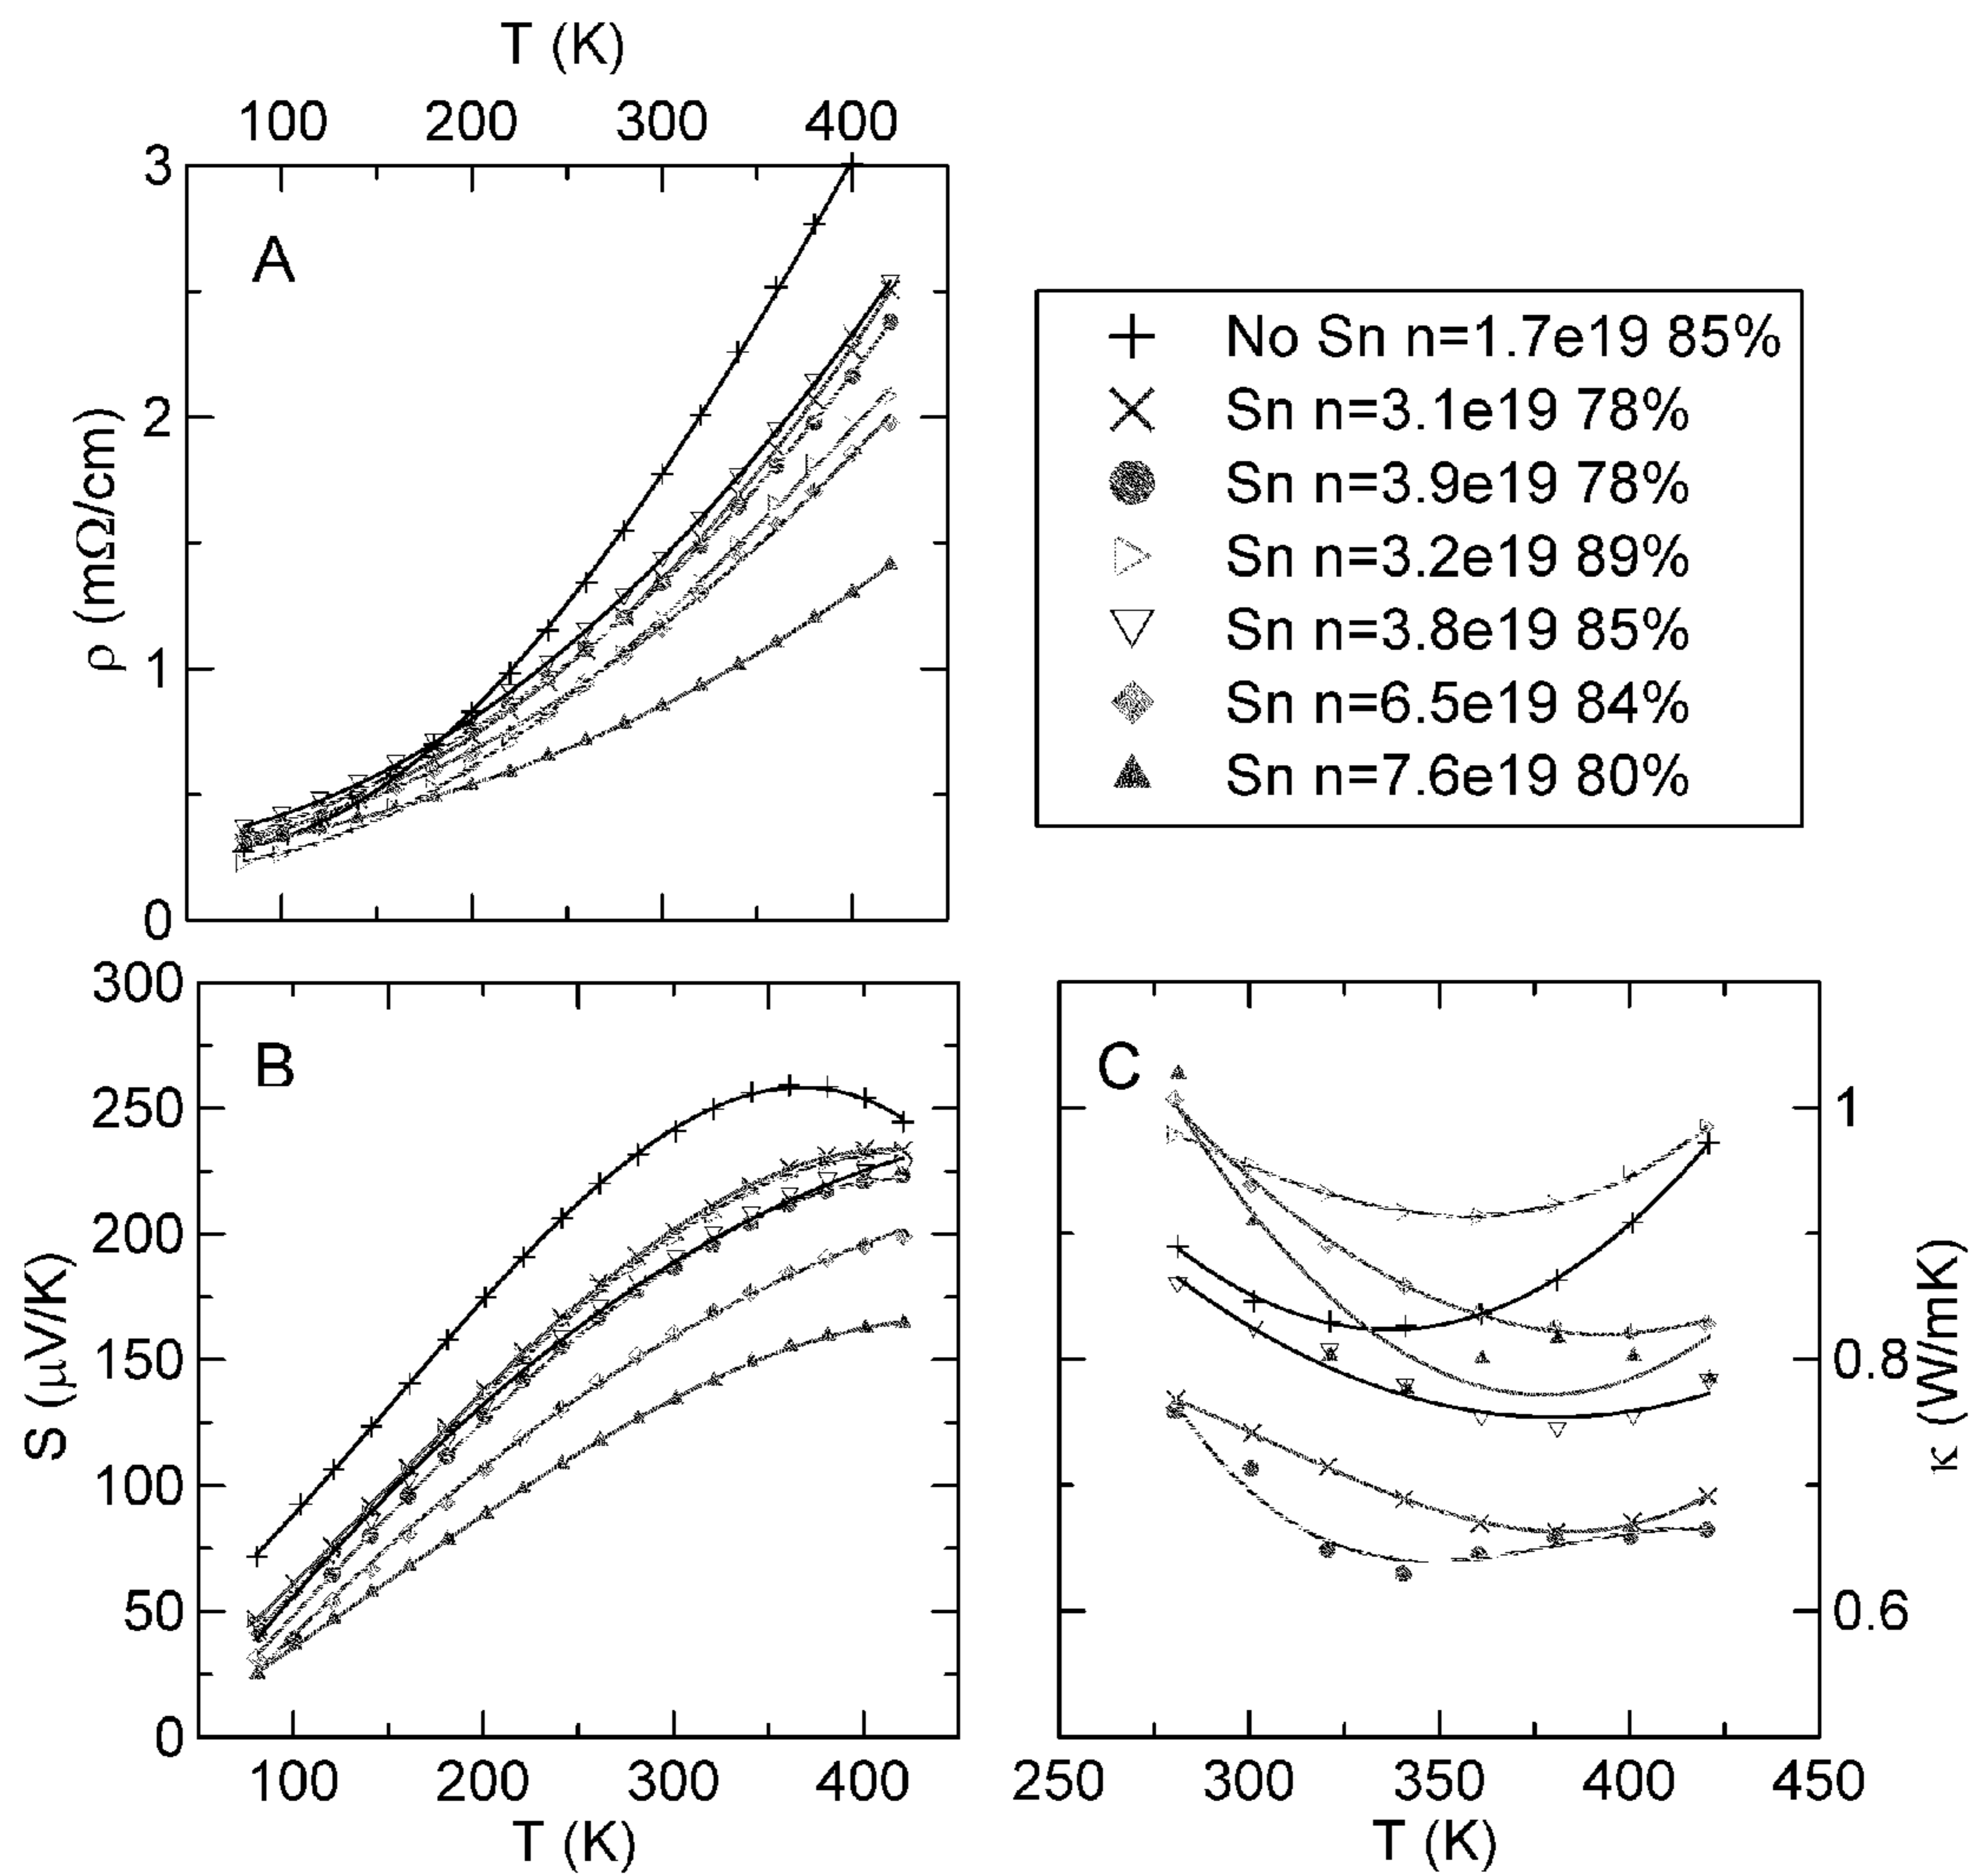 T (K)
100 200 300 400
3
2
1
0
ρ (mΩ/cm)
A
No Sn n=1.7e19 85%
Sn n=3.1e19 78%
Sn n=3.9e19 78%
Sn n=3.2e19 89%
Sn n=3.8e19 85%
Sn n=6.5e19 84%
Sn n=7.6e19 80%
300
250
200
150
100
50
0
S (μV/K)
B
100 200 300 400
T (K)
C
1
0.8
0.6
κ (W/mK)
250 300 350 400 450
T (K)